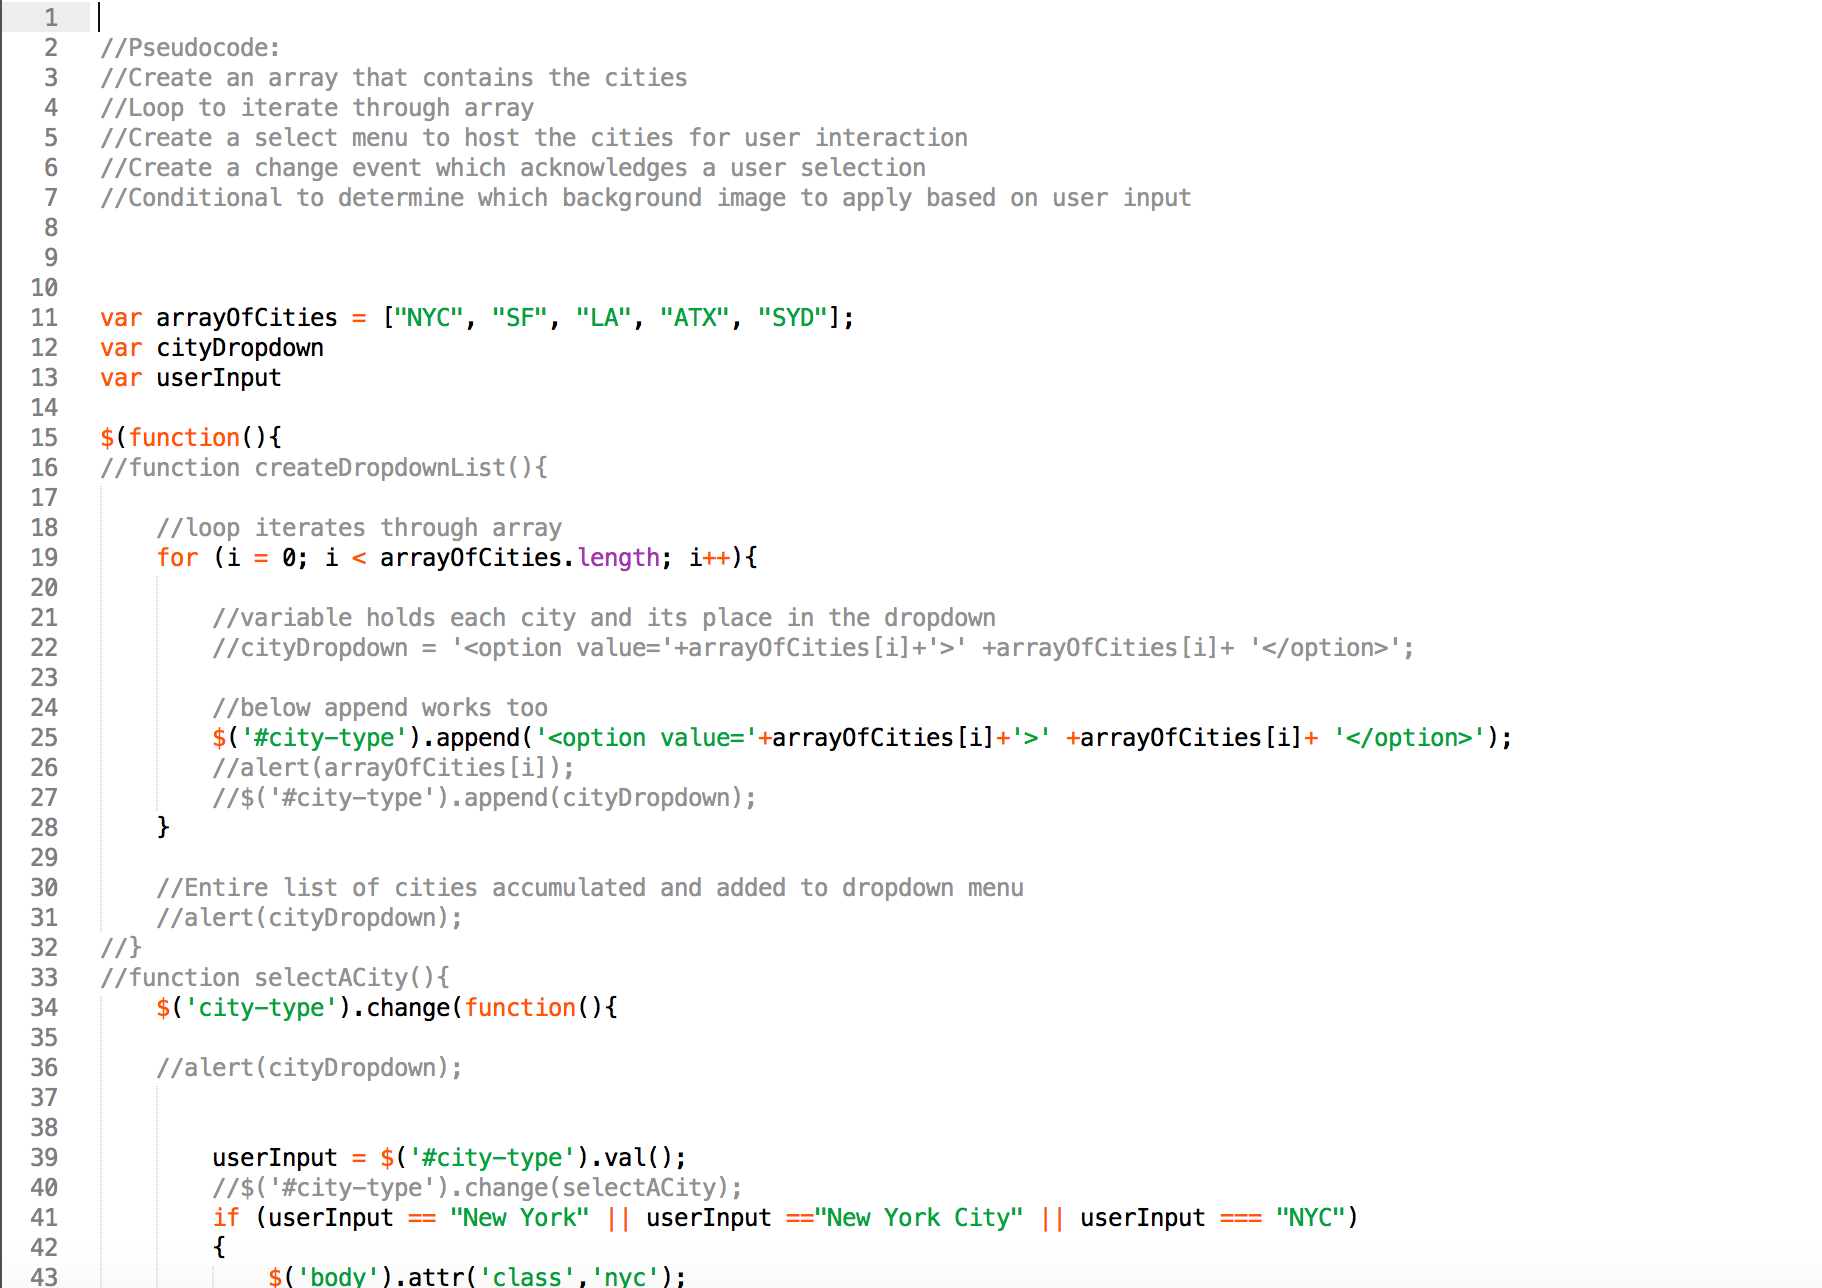 1
2 //Pseudocode:
3 //Create an array that contains the cities
4 //Loop to iterate through array
5 //Create a select menu to host the cities for user interaction
6 //Create a change event which acknowledges a user selection
7 //Conditional to determine which background image to apply based on user input
8
9
10
11 var arrayOfCities = ["NYC", "SF", "LA", "ATX", "SYD"];
12 var cityDropdown
13 var userInput
14
15 $(function(){
16 //function createDropdownList(){
17
18     //loop iterates through array
19     for (i = 0; i < arrayOfCities.length; i++){
20
21         //variable holds each city and its place in the dropdown
22         //cityDropdown = '<option value='+arrayOfCities[i]+'>' +arrayOfCities[i]+ '</option>';
23
24         //below append works too
25         $('#city-type').append('<option value='+arrayOfCities[i]+'>' +arrayOfCities[i]+ '</option>');
26         //alert(arrayOfCities[i]);
27         //$('#city-type').append(cityDropdown);
28     }
29
30     //Entire list of cities accumulated and added to dropdown menu
31     //alert(cityDropdown);
32 //}
33 //function selectACity(){
34     $('city-type').change(function(){
35
36     //alert(cityDropdown);
37
38
39         userInput = $('#city-type').val();
40         //$('#city-type').change(selectACity);
41         if (userInput == "New York" || userInput =="New York City" || userInput === "NYC")
42         {
43             $('body').attr('class','nyc');